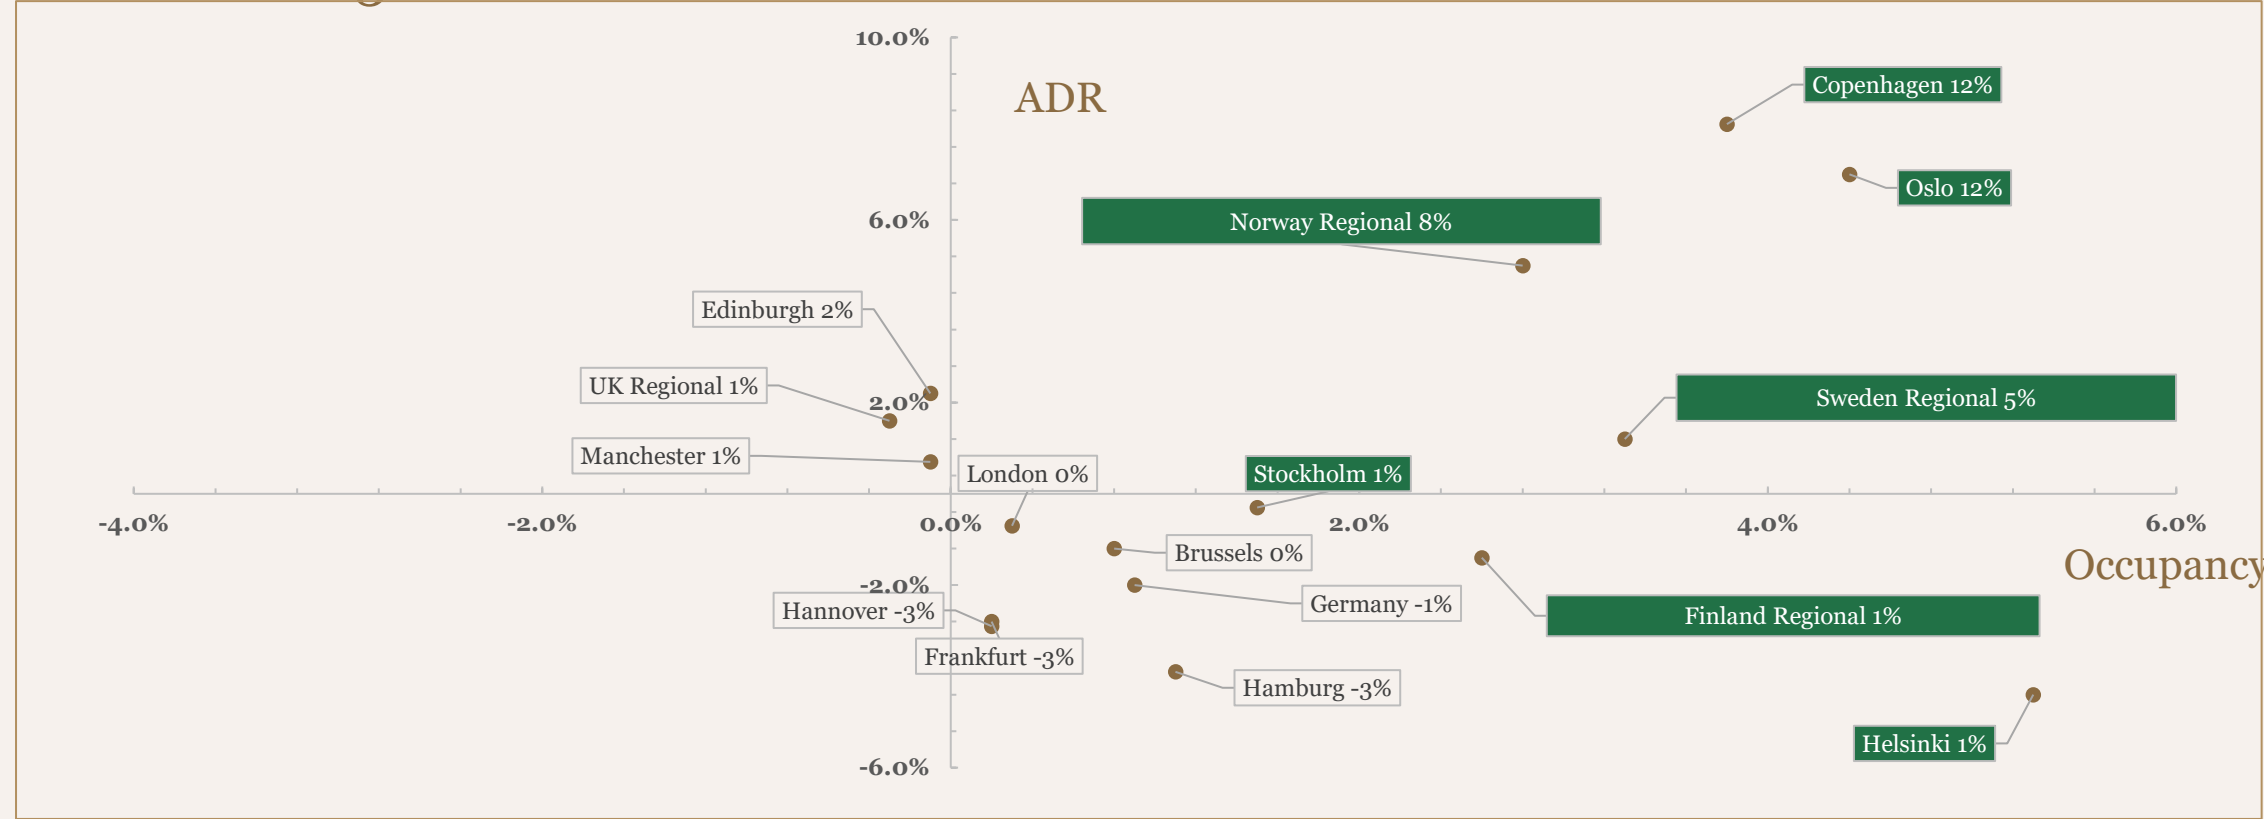 10.0%
ADR
Copenhagen 12%
Oslo 12%
6.0%
Norway Regional 8%
Edinburgh 2%
UK Regional 1%
2.0%
Sweden Regional 5%
Manchester 1%
London 0%
Stockholm 1%
-4.0%
-2.0%
0.0%
2.0%
4.0%
6.0%
Brussels 0%
Occupancy
-2.0%
Hannover -3%
Germany -1%
Finland Regional 1%
Frankfurt -3%
Hamburg -3%
Helsinki 1%
-6.0%